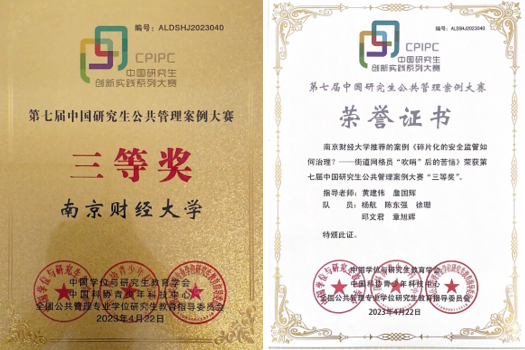 编号：ALDSHJ2023040
CPIPC
中国研究生
创新实践系列大赛
第七届中国研究生公共管理案例大赛
三等奖
南京财经大学
中国学位与研究生教育学会
中国科协青少年科技中心
全国公共管理专业学位研究生教育指导委员会
2023年4月22日
编号：ALDSHJ2023040
CPIPC
中国研究生
创新实践系列大赛
第七届中国研究生公共管理案例大赛
荣誉证书
南京财经大学推荐的案例《碎片化的安全监管如
何治理？——街道网格员“吹哨”后的苦恼》荣获第
七届中国研究生公共管理案例大赛“三等奖”。
指导老师：黄建伟 詹国辉
队 员：杨航 陈东强 徐珊
邱文君 章旭辉
特颁此证。
中国学位与研究生教育学会
中国科协青少年科技中心
全国公共管理专业学位研究生教育指导委员会
2023年4月22日